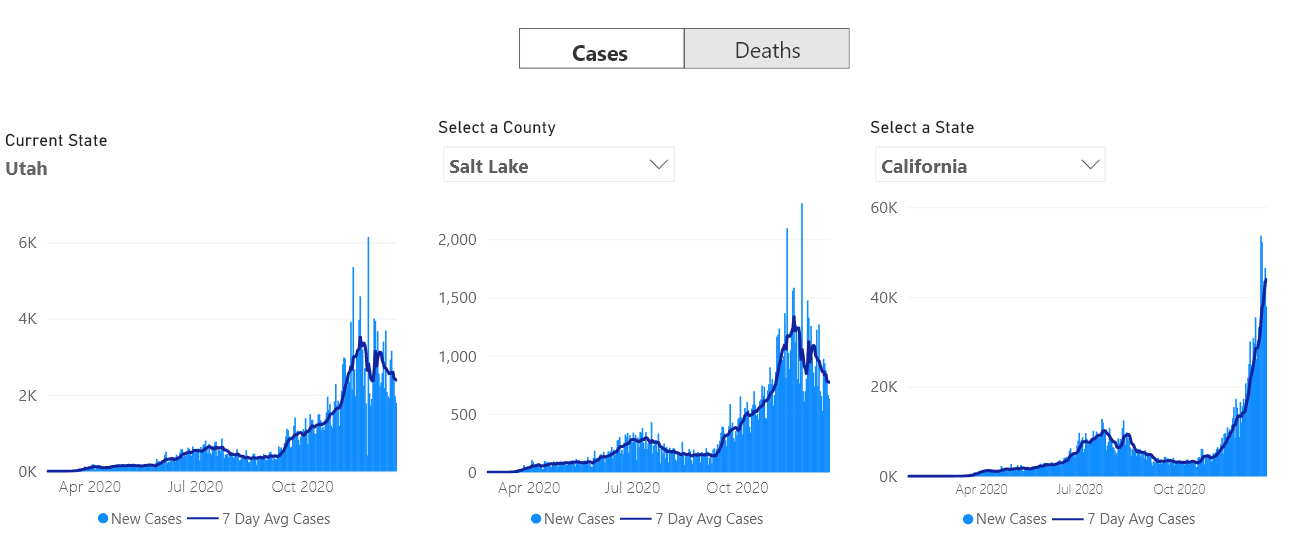 Cases Deaths
Current State
Utah
Select a County
Salt Lake
Select a State
California
6K
4K
2K
0K
Apr 2020 Jul 2020 Oct 2020
New Cases 7 Day Avg Cases
2,000
1,500
1,000
500
0
Apr 2020 Jul 2020 Oct 2020
New Cases 7 Day Avg Cases
60K
40K
20K
0K
Apr 2020 Jul 2020 Oct 2020
New Cases 7 Day Avg Cases